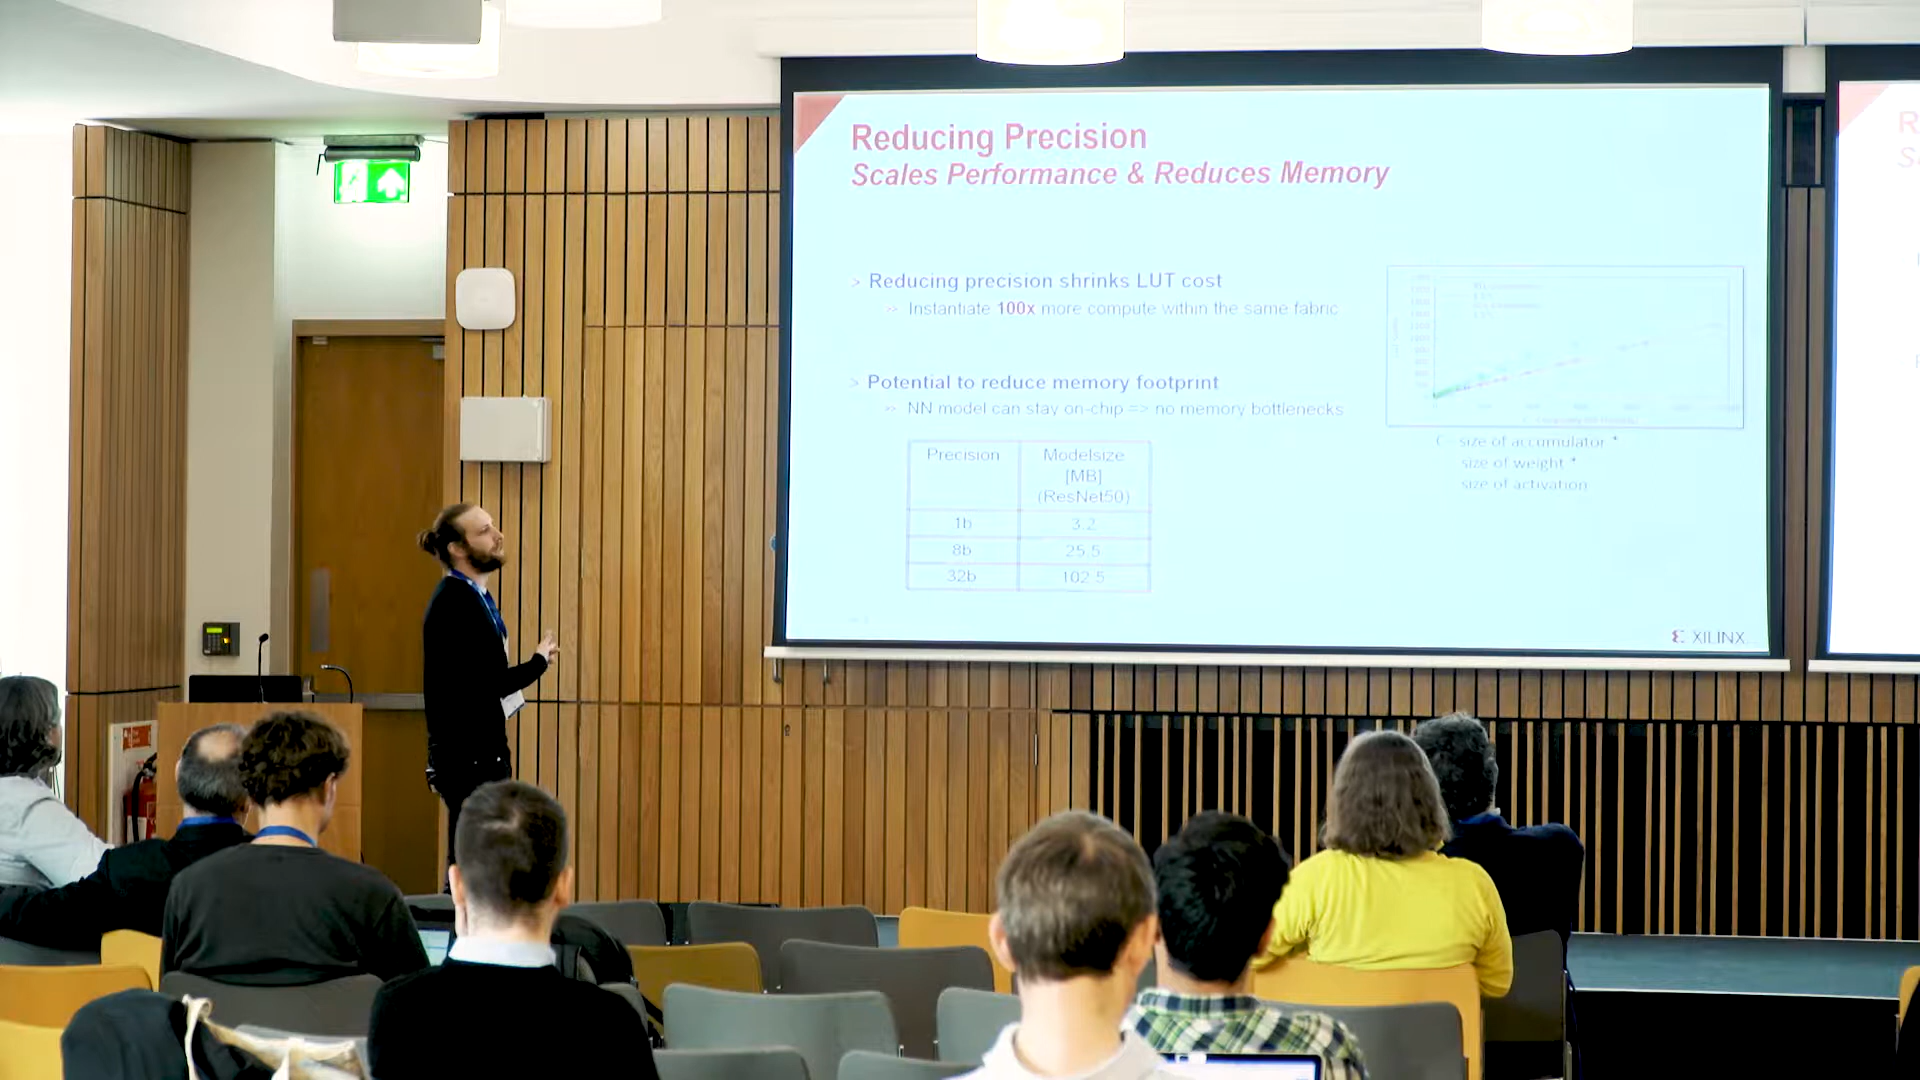 Reducing Precision
Scales Performance & Reduces Memory
> Reducing precision shrinks LUT cost
>> Instantiate 100x more compute within the same fabric
> Potential to reduce memory footprint
>> NN model can stay on-chip => no memory bottlenecks
Precision Modelsize
[MB]
(ResNet50)
1b 3.2
8b 25.5
32b 102.5
C - size of accumulator *
size of weight *
size of activation
XILINX
R
S